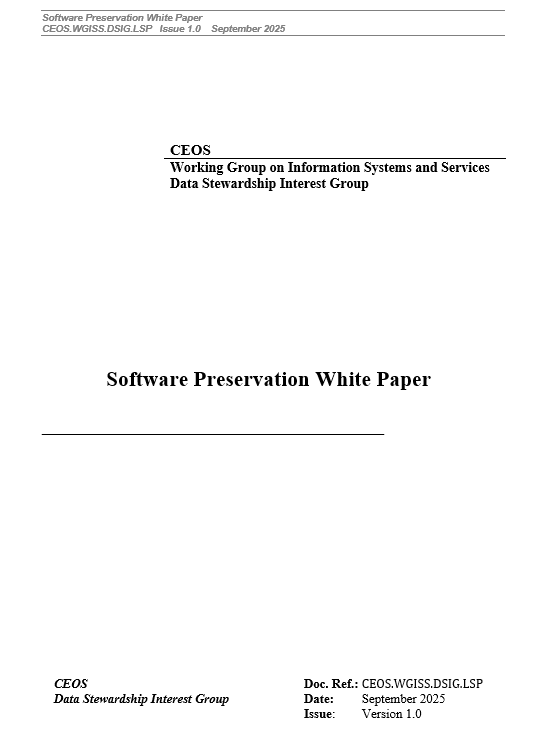 Software Preservation White Paper
CEOS.WGISS.DSIG.LSP Issue 1.0 September 2025
CEOS
Working Group on Information Systems and Services
Data Stewardship Interest Group
Software Preservation White Paper
CEOS
Data Stewardship Interest Group
Doc. Ref.: CEOS.WGISS.DSIG.LSP
Date: September 2025
Issue: Version 1.0